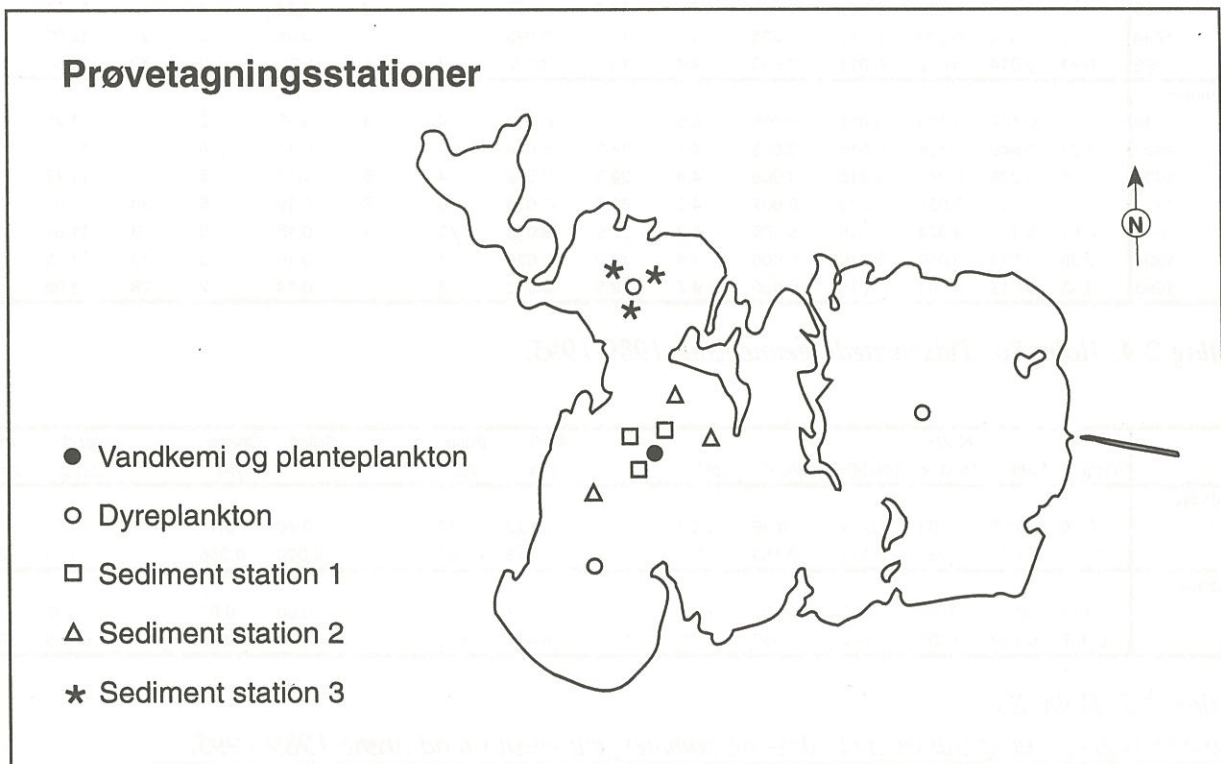 Prøvetagningsstationer
N
Vandkemi og planteplankton
Dyreplankton
Sediment station 1
Sediment station 2
Sediment station 3